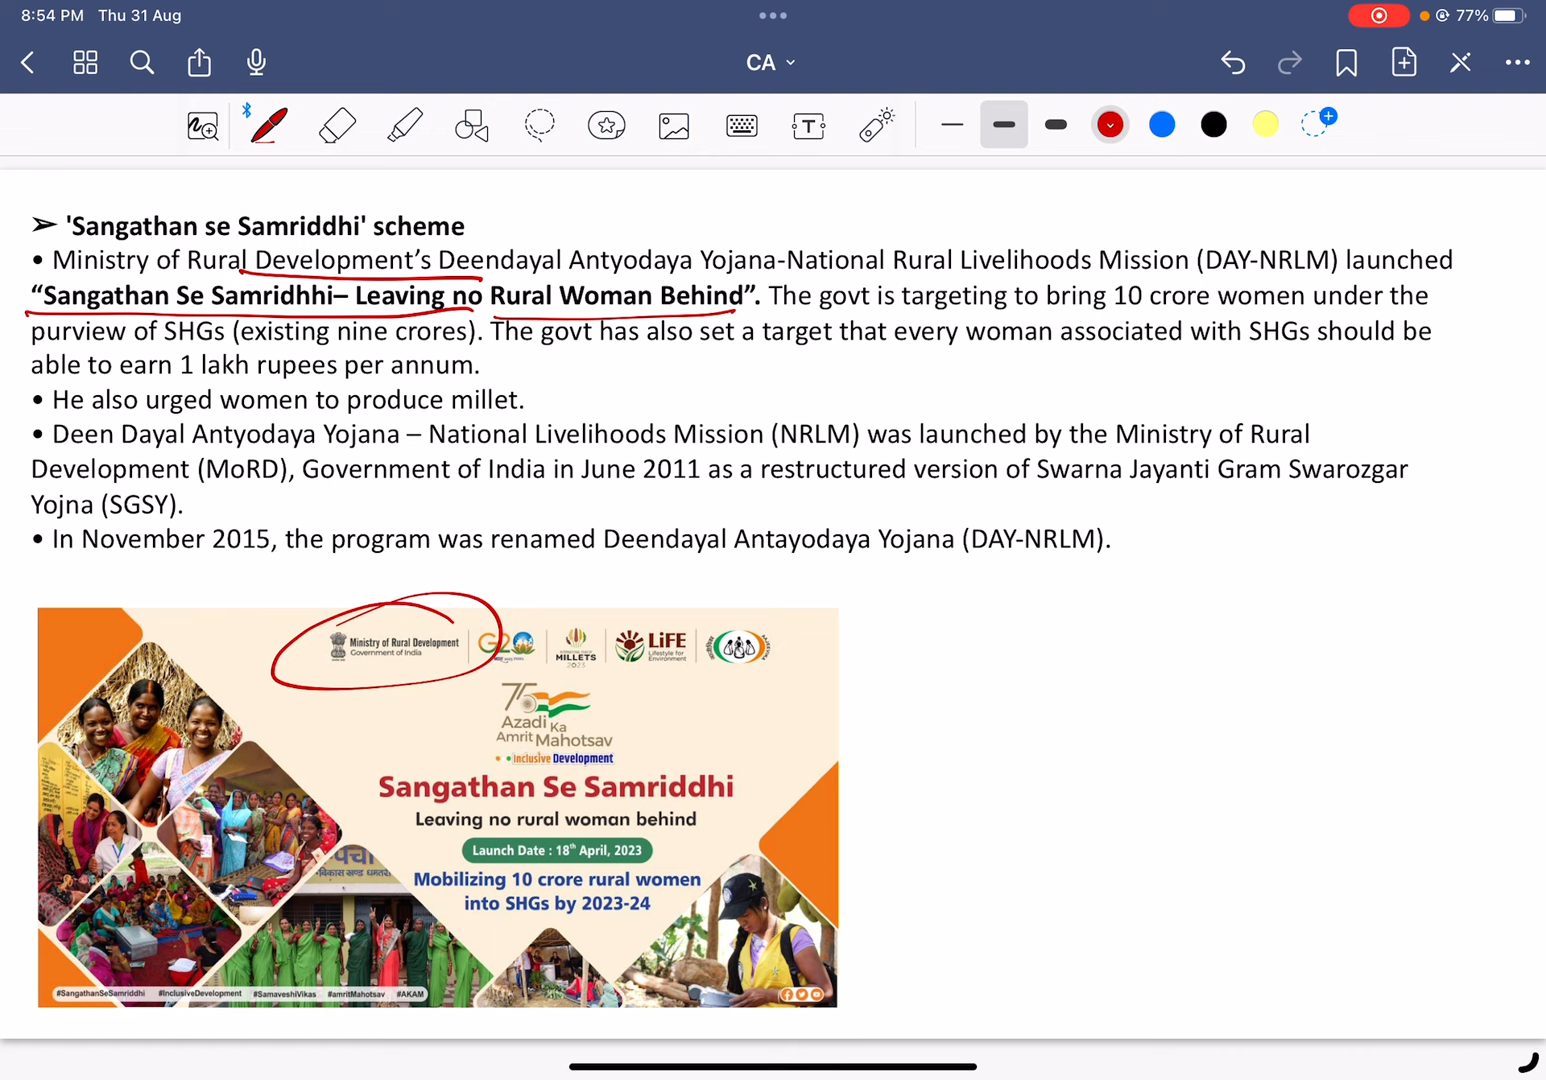 8:54 PM Thu 31 Aug
77%
CA
T
➢ 'Sangathan se Samriddhi' scheme
• Ministry of Rural Development's Deendayal Antyodaya Yojana-National Rural Livelihoods Mission (DAY-NRLM) launched
“Sangathan Se Samridhhi– Leaving no Rural Woman Behind”. The govt is targeting to bring 10 crore women under the
purview of SHGs (existing nine crores). The govt has also set a target that every woman associated with SHGs should be
able to earn 1 lakh rupees per annum.
• He also urged women to produce millet.
• Deen Dayal Antyodaya Yojana – National Livelihoods Mission (NRLM) was launched by the Ministry of Rural
Development (MoRD), Government of India in June 2011 as a restructured version of Swarna Jayanti Gram Swarozgar
Yojna (SGSY).
• In November 2015, the program was renamed Deendayal Antayodaya Yojana (DAY-NRLM).
Ministry of Rural Development
Government of India
G20
MILLETS
2023
LiFE
Lifestyle for
Environment
75
Azadi Ka
Amrit Mahotsav
Inclusive Development
Sangathan Se Samriddhi
Leaving no rural woman behind
Launch Date : 18th April, 2023
Mobilizing 10 crore rural women
into SHGs by 2023-24
#SangathanSeSamriddhi #InclusiveDevelopment #SamaveshiVikas #amritMahotsav #AKAM